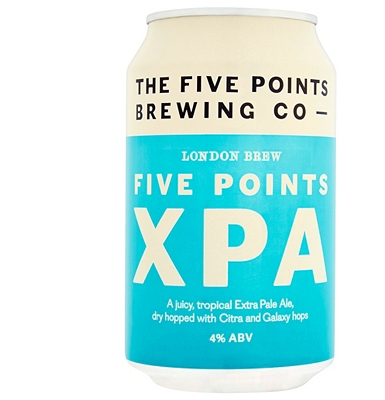 THE FIVE POINTS
BREWING CO —
LONDON BREW
FIVE POINTS
XPA
A juicy, tropical Extra Pale Ale,
dry hopped with Citra and Galaxy hops
4% ABV